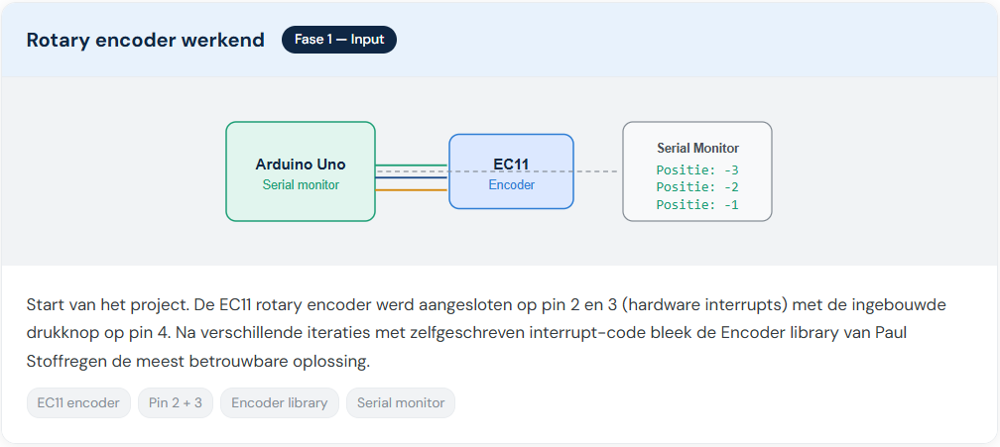 Rotary encoder werkend
Fase 1 — Input
Arduino Uno
Serial monitor
EC11
Encoder
Serial Monitor
Positie: -3
Positie: -2
Positie: -1
Start van het project. De EC11 rotary encoder werd aangesloten op pin 2 en 3 (hardware interrupts) met de ingebouwde
drukknop op pin 4. Na verschillende iteraties met zelfgeschreven interrupt-code bleek de Encoder library van Paul
Stoffregen de meest betrouwbare oplossing.
EC11 encoder
Pin 2 + 3
Encoder library
Serial monitor